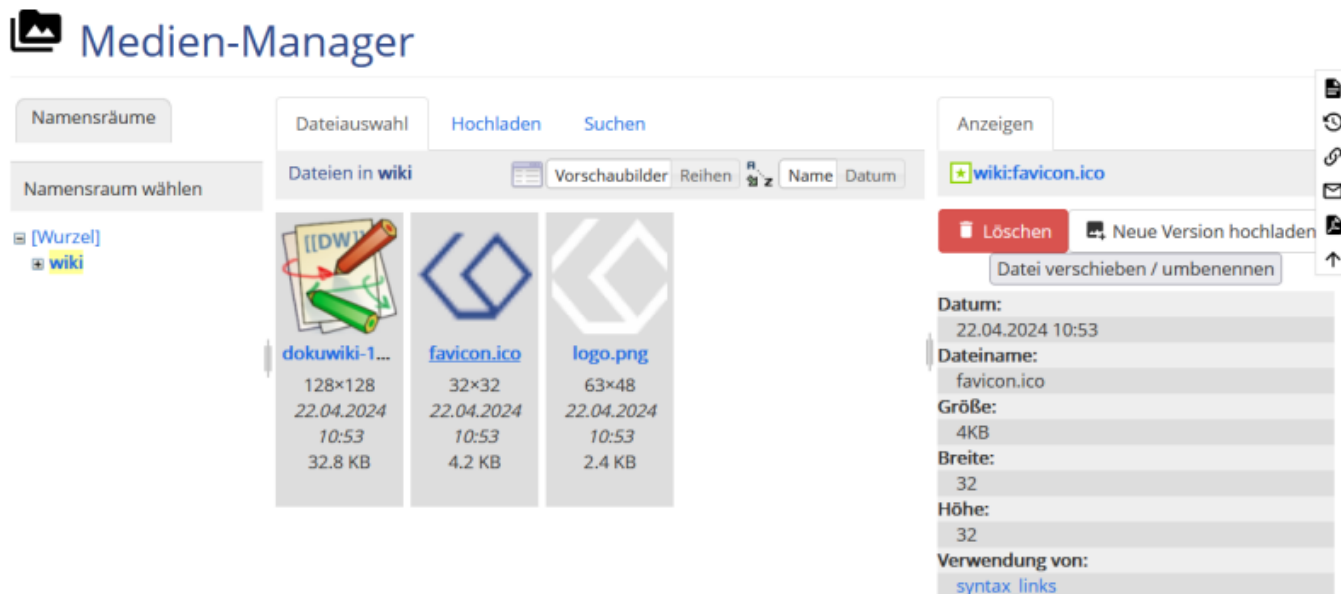 Medien-Manager
Namensräume
Namensraum wählen
[Wurzel]
wiki
Dateiauswahl Hochladen Suchen
Dateien in wiki Vorschaubilder Reihen A Z Name Datum
[[DW]]
dokuwiki-1...
128×128
22.04.2024
10:53
32.8 KB
favicon.ico
32×32
22.04.2024
10:53
4.2 KB
logo.png
63×48
22.04.2024
10:53
2.4 KB
Anzeigen
wiki:favicon.ico
Löschen Neue Version hochladen
Datei verschieben / umbenennen
Datum:
22.04.2024 10:53
Dateiname:
favicon.ico
Größe:
4KB
Breite:
32
Höhe:
32
Verwendung von:
syntax_links